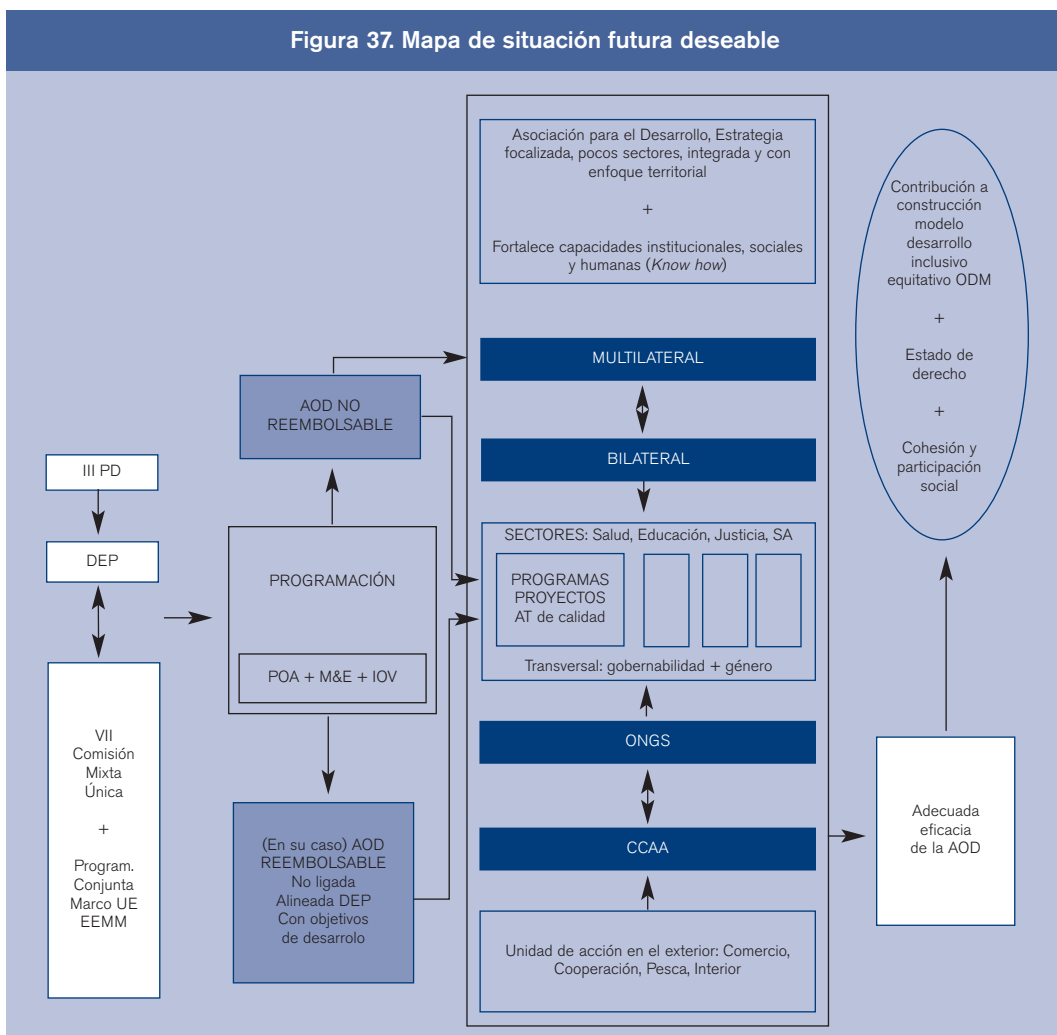 Figura 37. Mapa de situación futura deseable
III PD
DEP
VII
Comisión
Mixta
Única
+
Program.
Conjunta
Marco UE
EEMM
AOD NO
REEMBOLSABLE
PROGRAMACIÓN
POA + M&E + IOV
(En su caso) AOD
REEMBOLSABLE
No ligada
Alineada DEP
Con objetivos
de desarrolo
Asociación para el Desarrollo, Estrategia
focalizada, pocos sectores, integrada y con
enfoque territorial
+
Fortalece capacidades institucionales, sociales
y humanas (Know how)
MULTILATERAL
BILATERAL
SECTORES: Salud, Educación, Justicia, SA
PROGRAMAS
PROYECTOS
AT de calidad
Transversal: gobernabilidad + género
ONGS
CCAA
Unidad de acción en el exterior: Comercio,
Cooperación, Pesca, Interior
Contribución a
construcción
modelo
desarrollo
inclusivo
equitativo ODM
+
Estado de
derecho
+
Cohesión y
participación
social
Adecuada
eficacia
de la AOD